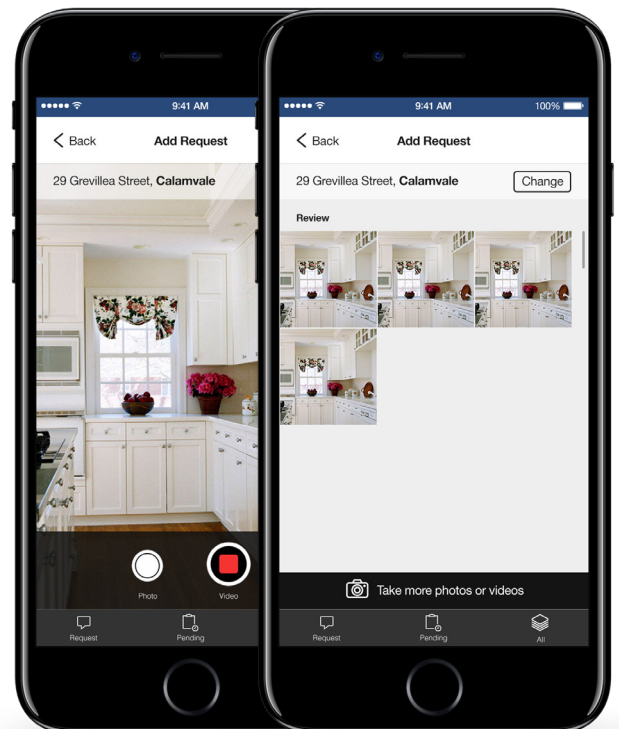 9:41 AM
Back
Add Request
29 Grevillea Street, Calamvale
Photo
Video
Request
Pending
9:41 AM
100%
Back
Add Request
29 Grevillea Street, Calamvale
Change
Review
Take more photos or videos
Request
Pending
All